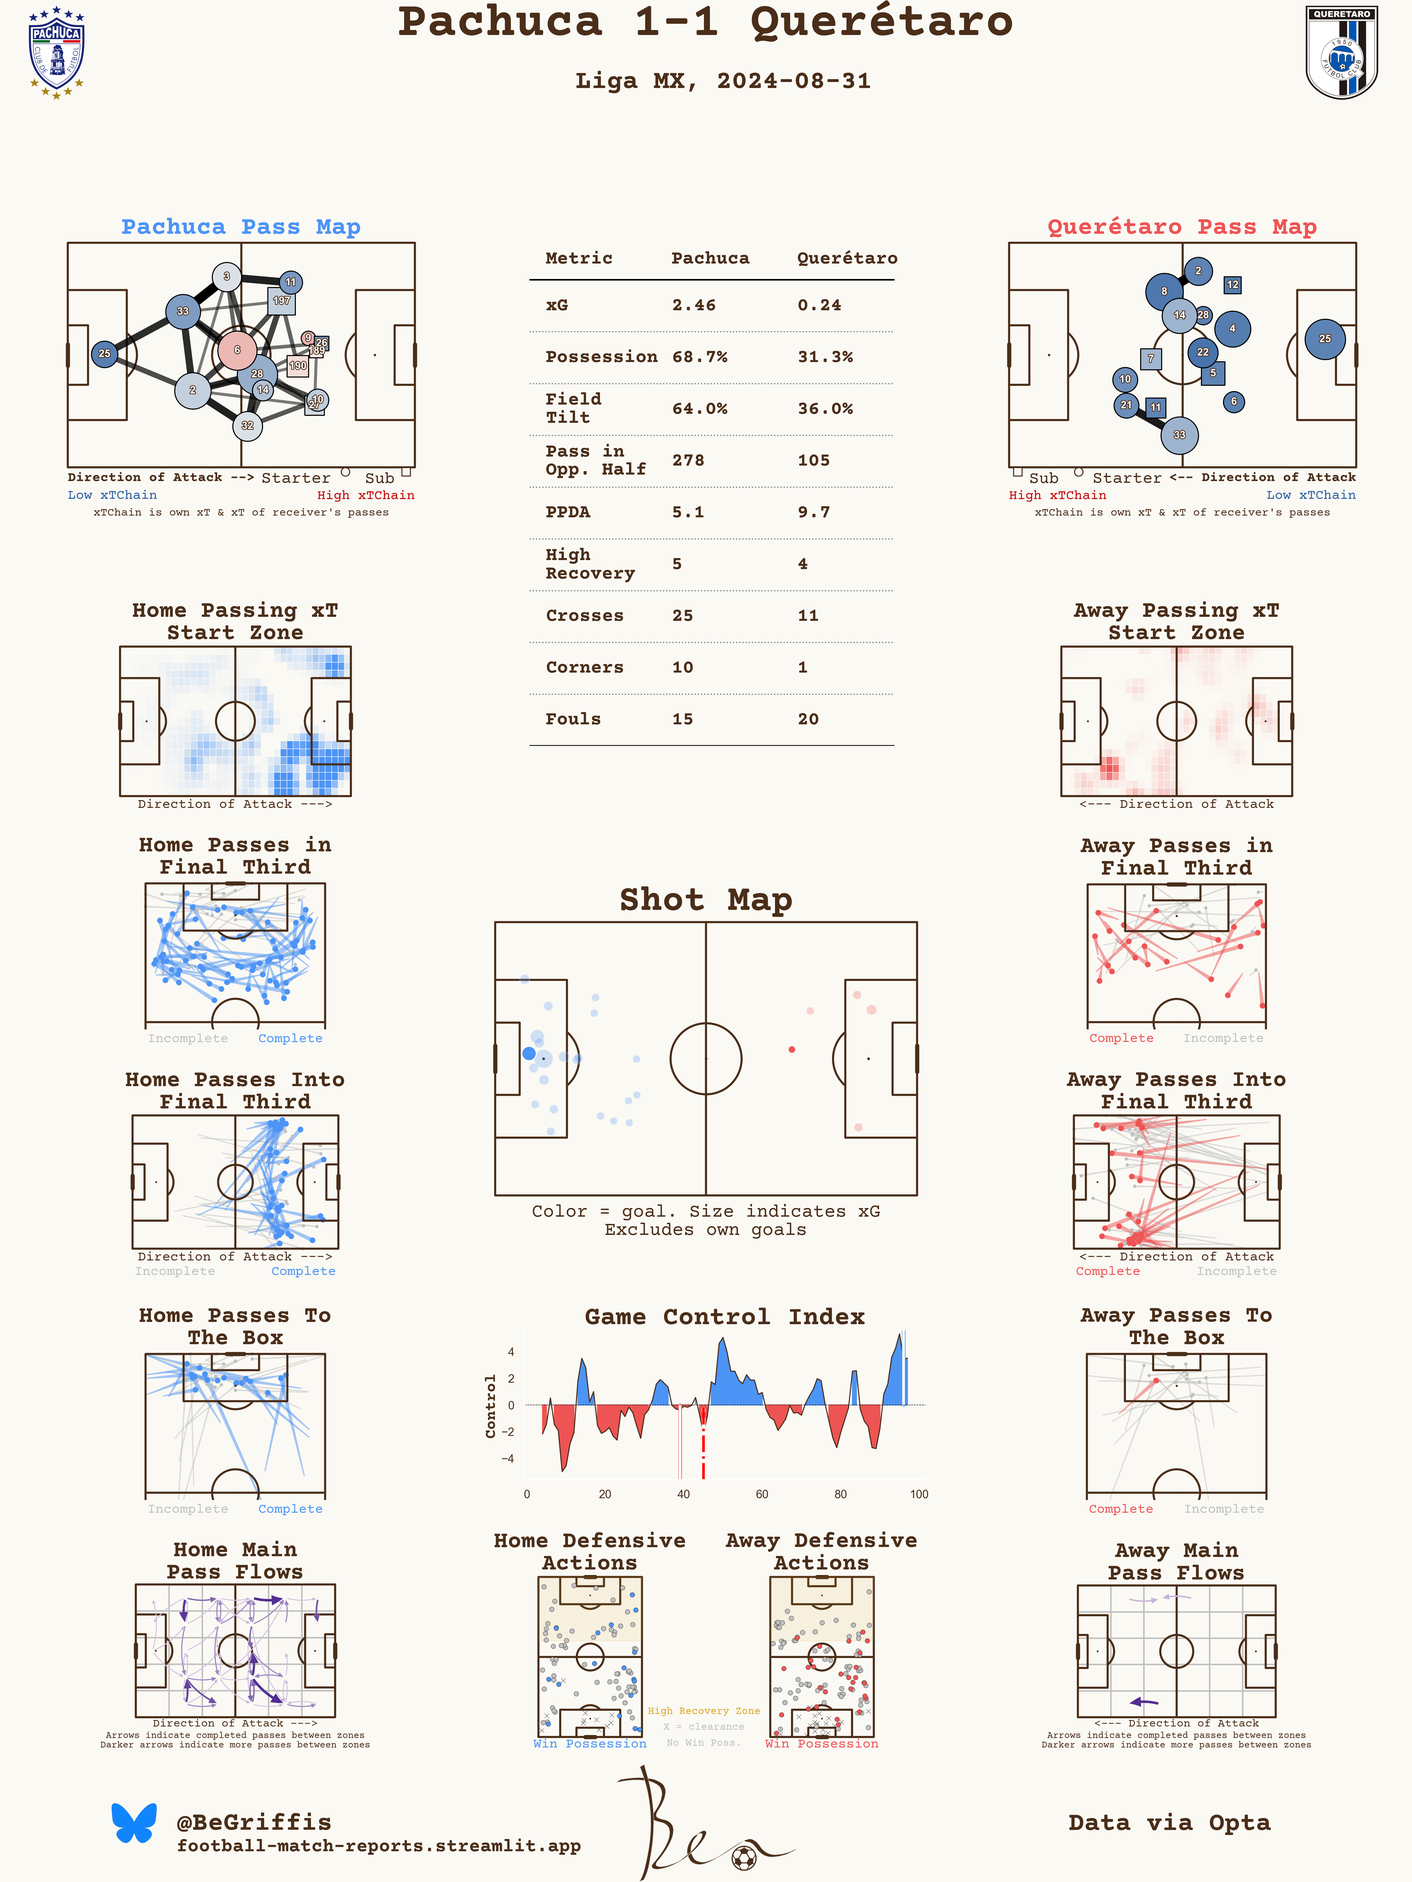 Pachuca 1-1 Querétaro
Liga MX, 2024-08-31
PACHUCA
CLUB DE FUTBOL
QUERETARO
1950
FUTBOL CLUB
Pachuca Pass Map
3
11
197
33
6
9
26
189
25
190
28
2
14
10
27
32
Direction of Attack --> Starter Sub
Low xTChain High xTChain
xTChain is own xT & xT of receiver's passes
Metric Pachuca Querétaro
xG 2.46 0.24
Possession 68.7% 31.3%
Field Tilt 64.0% 36.0%
Pass in Opp. Half 278 105
PPDA 5.1 9.7
High Recovery 5 4
Crosses 25 11
Corners 10 1
Fouls 15 20
Querétaro Pass Map
2
8
12
14
28
4
25
7
22
10
5
21
11
6
33
Sub Starter <-- Direction of Attack
High xTChain Low xTChain
xTChain is own xT & xT of receiver's passes
Home Passing xT
Start Zone
Direction of Attack --->
Away Passing xT
Start Zone
<--- Direction of Attack
Home Passes in
Final Third
Incomplete Complete
Shot Map
Color = goal. Size indicates xG
Excludes own goals
Away Passes in
Final Third
Complete Incomplete
Home Passes Into
Final Third
Direction of Attack --->
Incomplete Complete
Away Passes Into
Final Third
<--- Direction of Attack
Complete Incomplete
Home Passes To
The Box
Incomplete Complete
Game Control Index
Control
4
2
0
−2
−4
0 20 40 60 80 100
Away Passes To
The Box
Complete Incomplete
Home Main
Pass Flows
Direction of Attack --->
Arrows indicate completed passes between zones
Darker arrows indicate more passes between zones
Home Defensive
Actions
Win Possession
High Recovery Zone
X = clearance
No Win Poss.
Away Defensive
Actions
Win Possession
Away Main
Pass Flows
<--- Direction of Attack
Arrows indicate completed passes between zones
Darker arrows indicate more passes between zones
@BeGriffis
football-match-reports.streamlit.app
Ben
Data via Opta